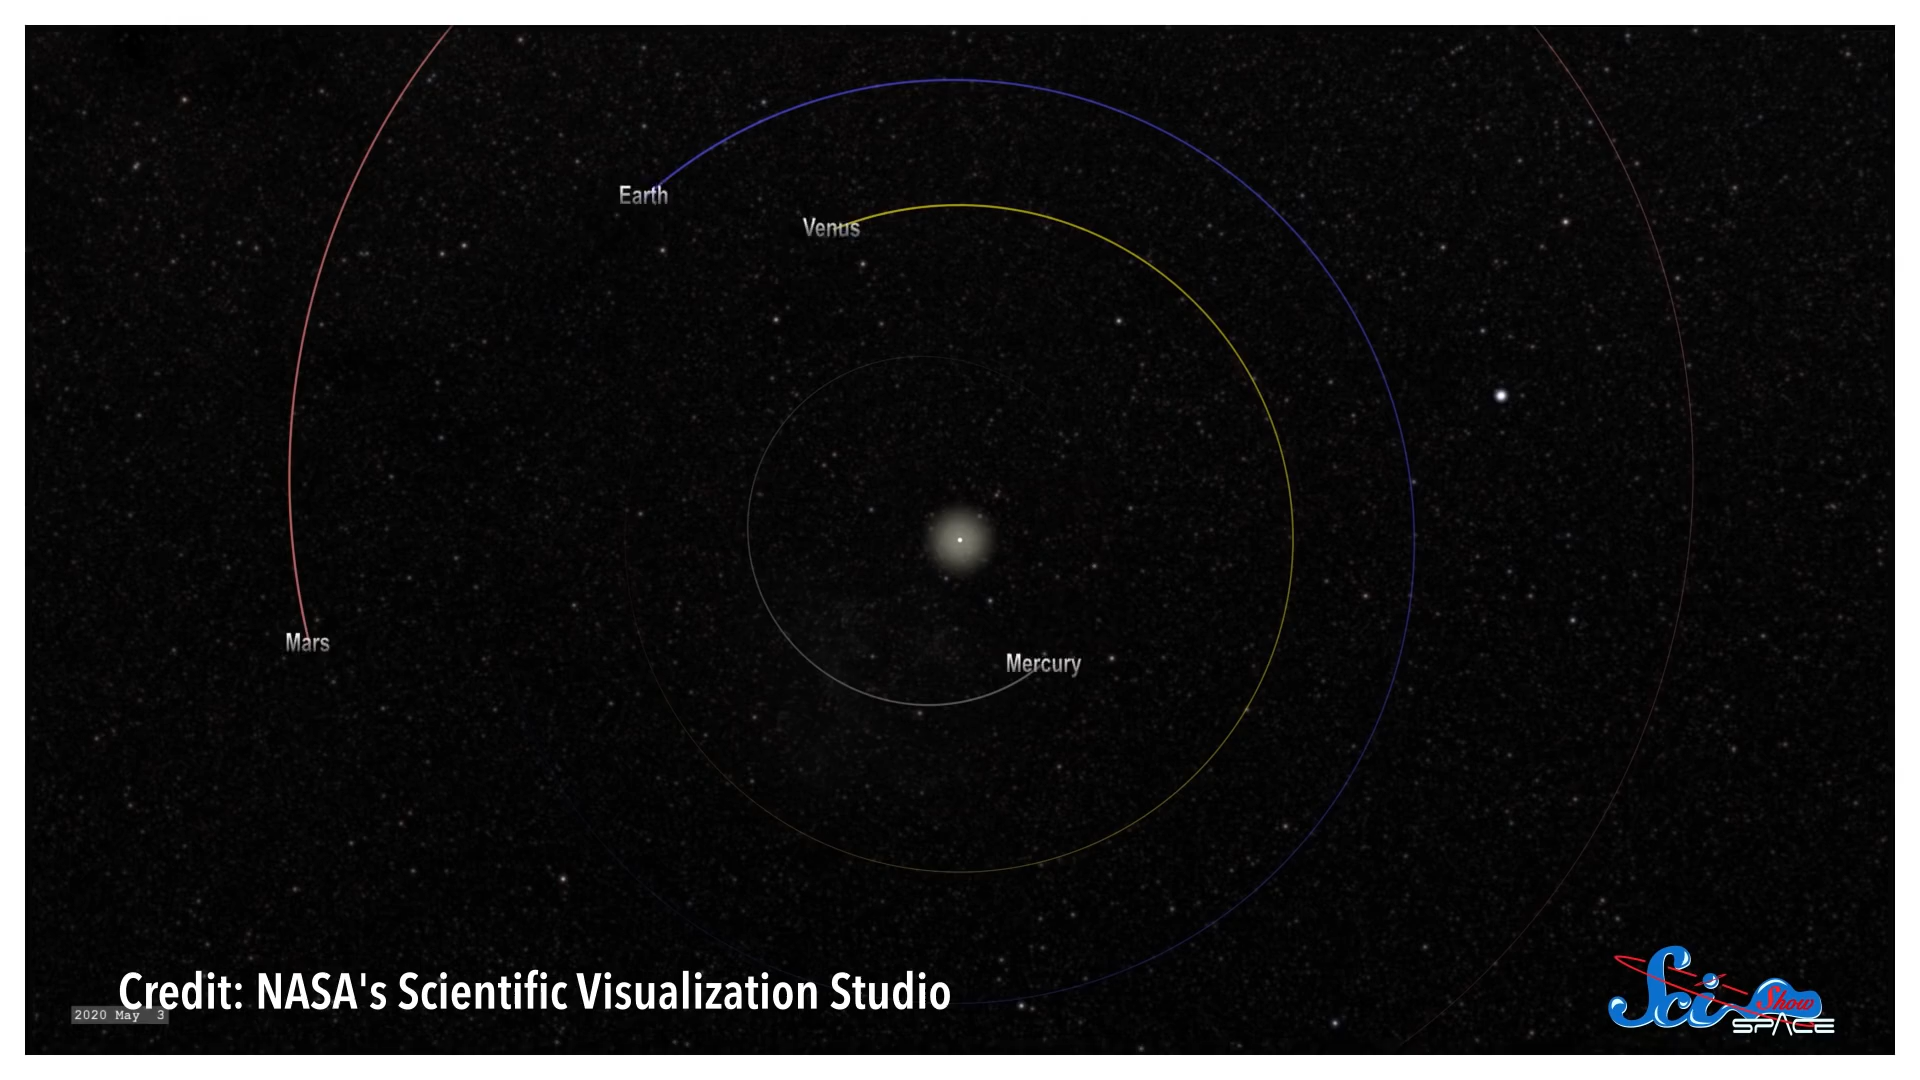 Earth
Venus
Mars
Mercury
Credit: NASA's Scientific Visualization Studio
2020 May  3
Sci
Show
SPACE